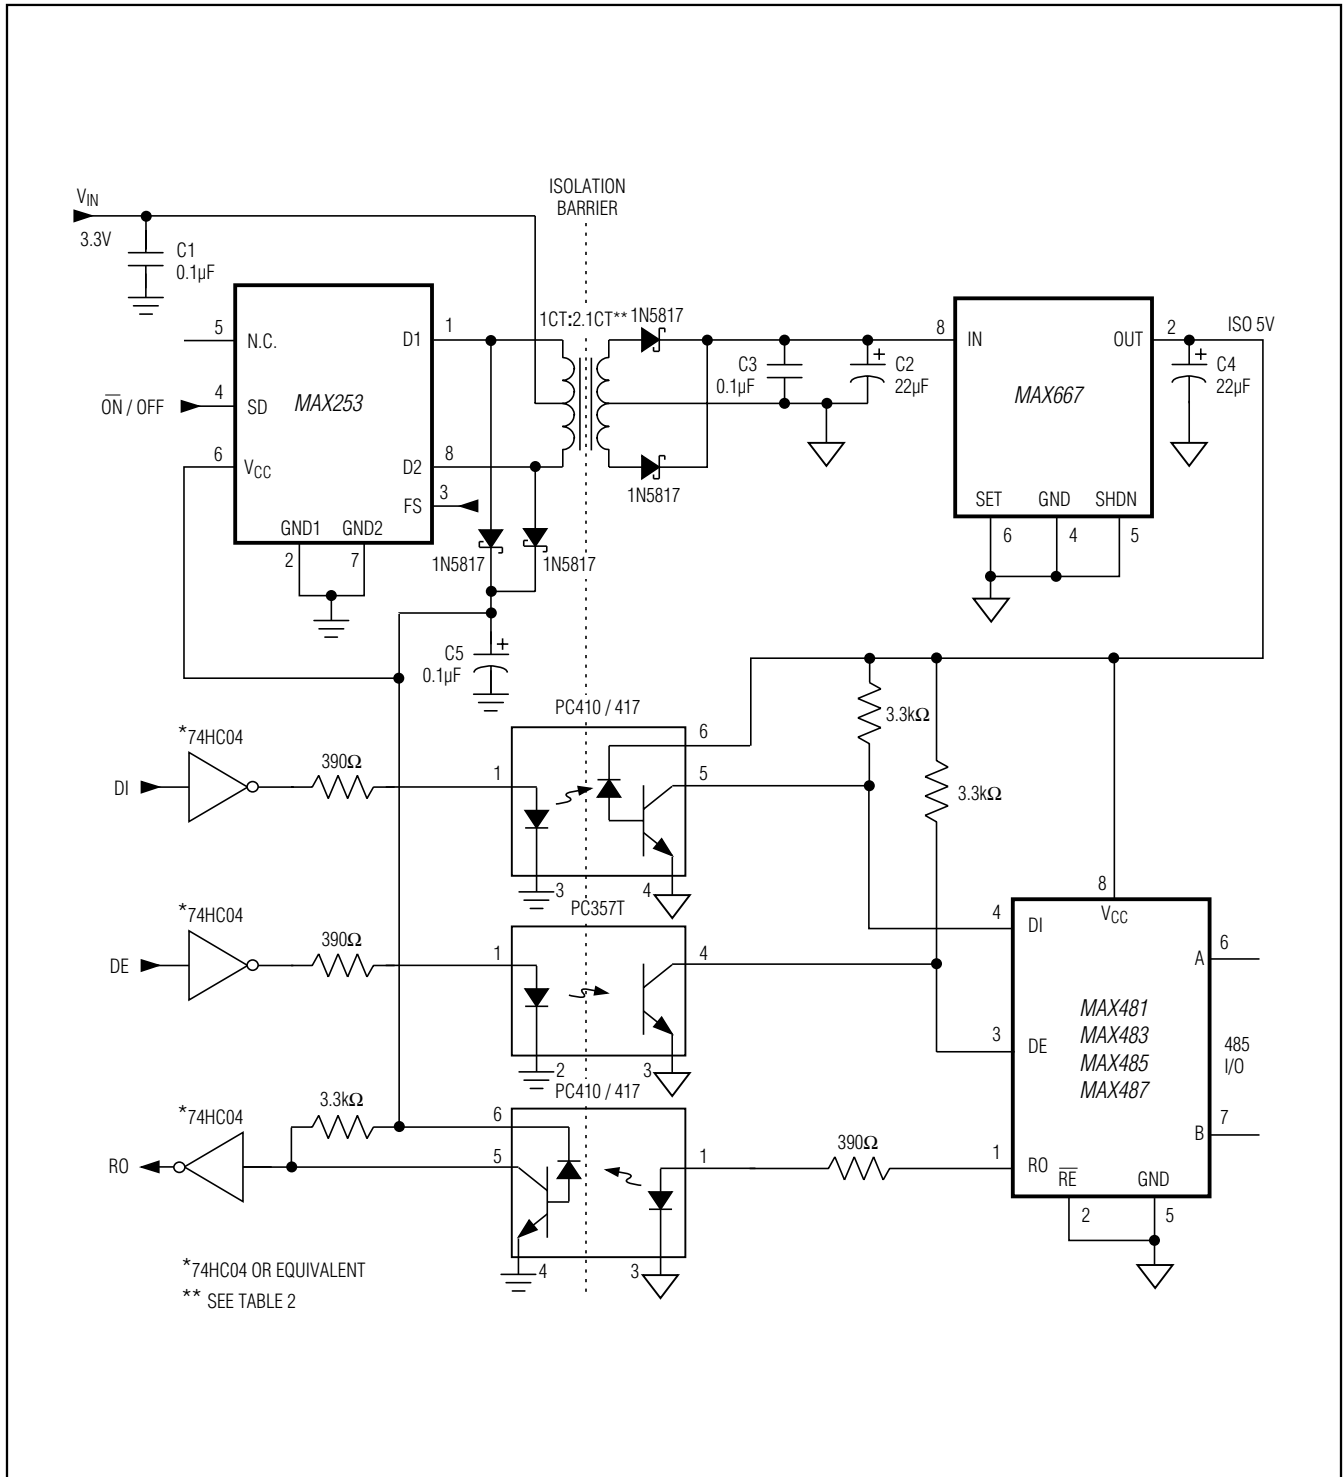 ISOLATION
BARRIER
VIN
3.3V
C1
0.1µF
5
N.C.
D1
1
1CT:2.1CT**
1N5817
8
IN
OUT
2
ISO 5V
C3
0.1µF
+
C2
22µF
+
C4
22µF
MAX667
ON / OFF
4
SD
MAX253
6
VCC
D2
8
1N5817
FS
3
SET
GND
SHDN
6
4
5
GND1
GND2
2
7
1N5817
1N5817
C5
0.1µF
+
PC410 / 417
6
3.3kΩ
*74HC04
390Ω
DI
1
5
3.3kΩ
3
4
PC357T
8
VCC
*74HC04
390Ω
DE
1
4
4
DI
6
A
MAX481
MAX483
MAX485
MAX487
3
DE
485
I/O
2
3
PC410 / 417
3.3kΩ
*74HC04
6
7
B
RO
5
1
390Ω
1
RO
RE
GND
2
5
4
3
*74HC04 OR EQUIVALENT
** SEE TABLE 2